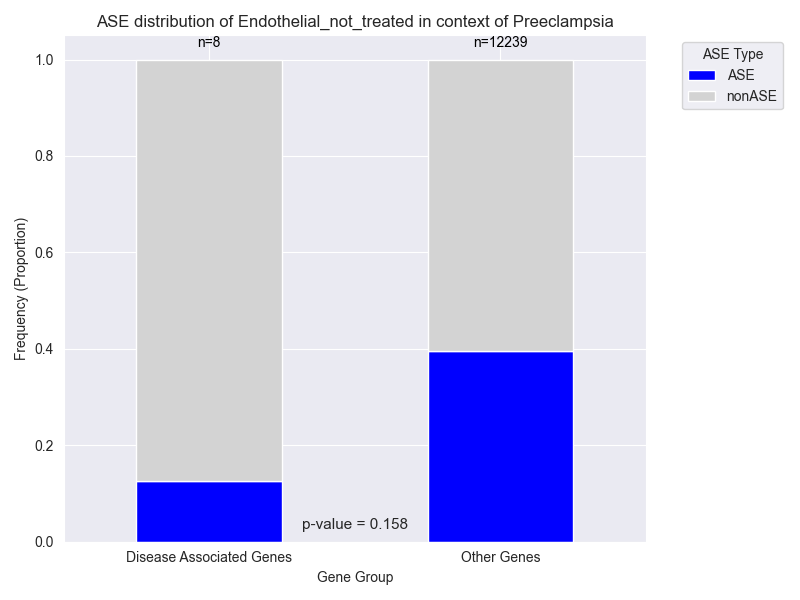 ASE distribution of Endothelial_not_treated in context of Preeclampsia
n=8
n=12239
ASE Type
ASE
nonASE
1.0
0.8
0.6
0.4
0.2
0.0
Frequency (Proportion)
p-value = 0.158
Disease Associated Genes
Other Genes
Gene Group